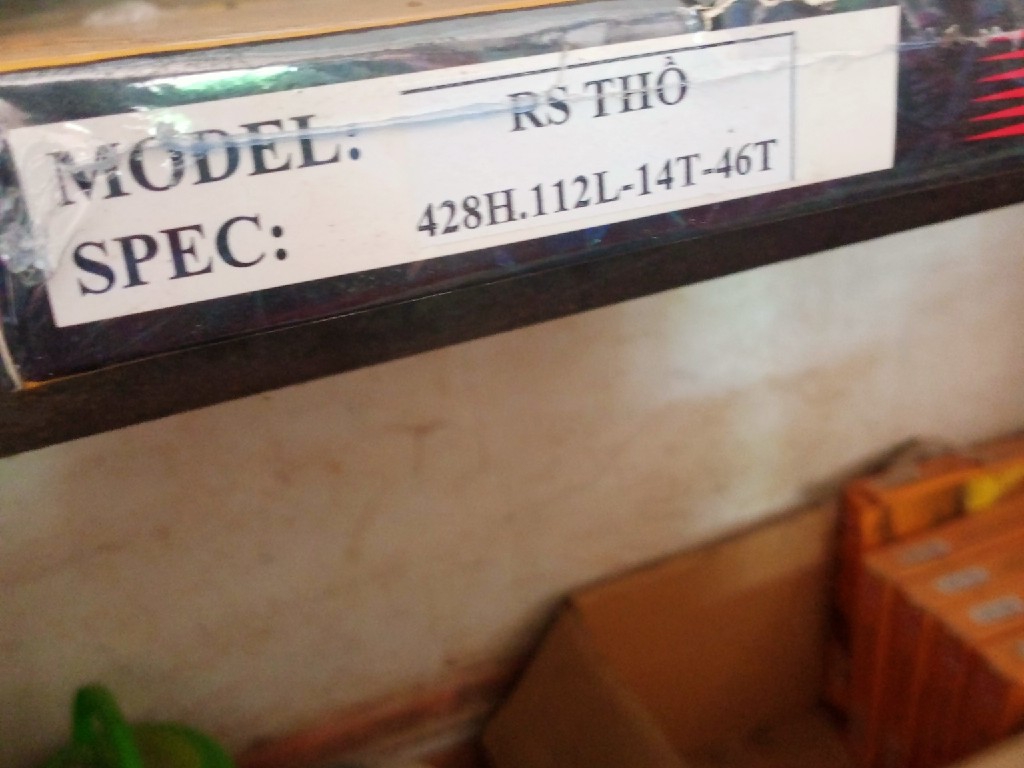 MODEL: RS THỒ
SPEC: 428H.112L-14T-46T